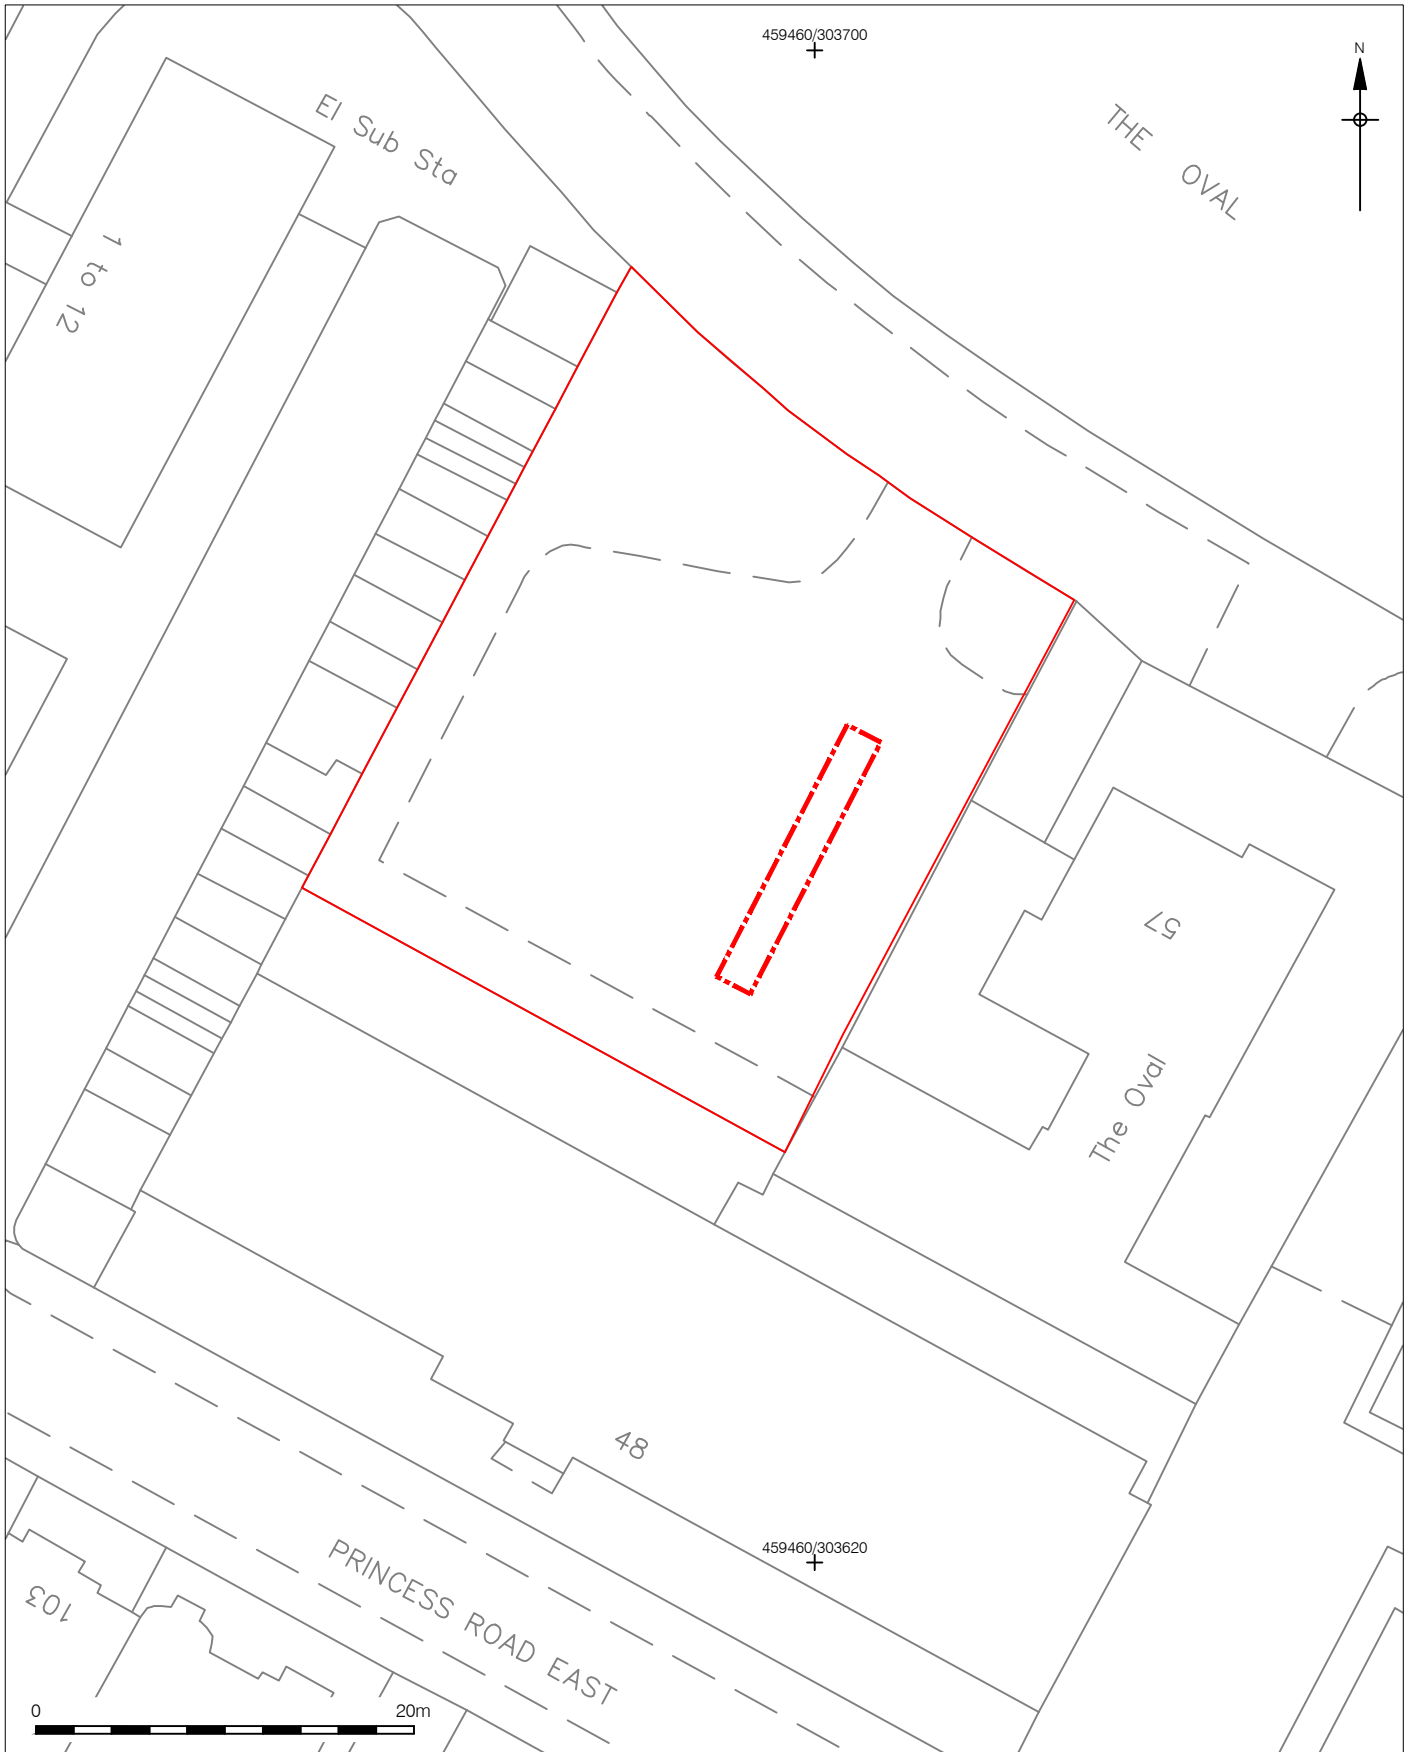 459460/303700
N
THE OVAL
El Sub Sta
1 to 12
57
The Oval
48
459460/303620
PRINCESS ROAD EAST
103
0 20m